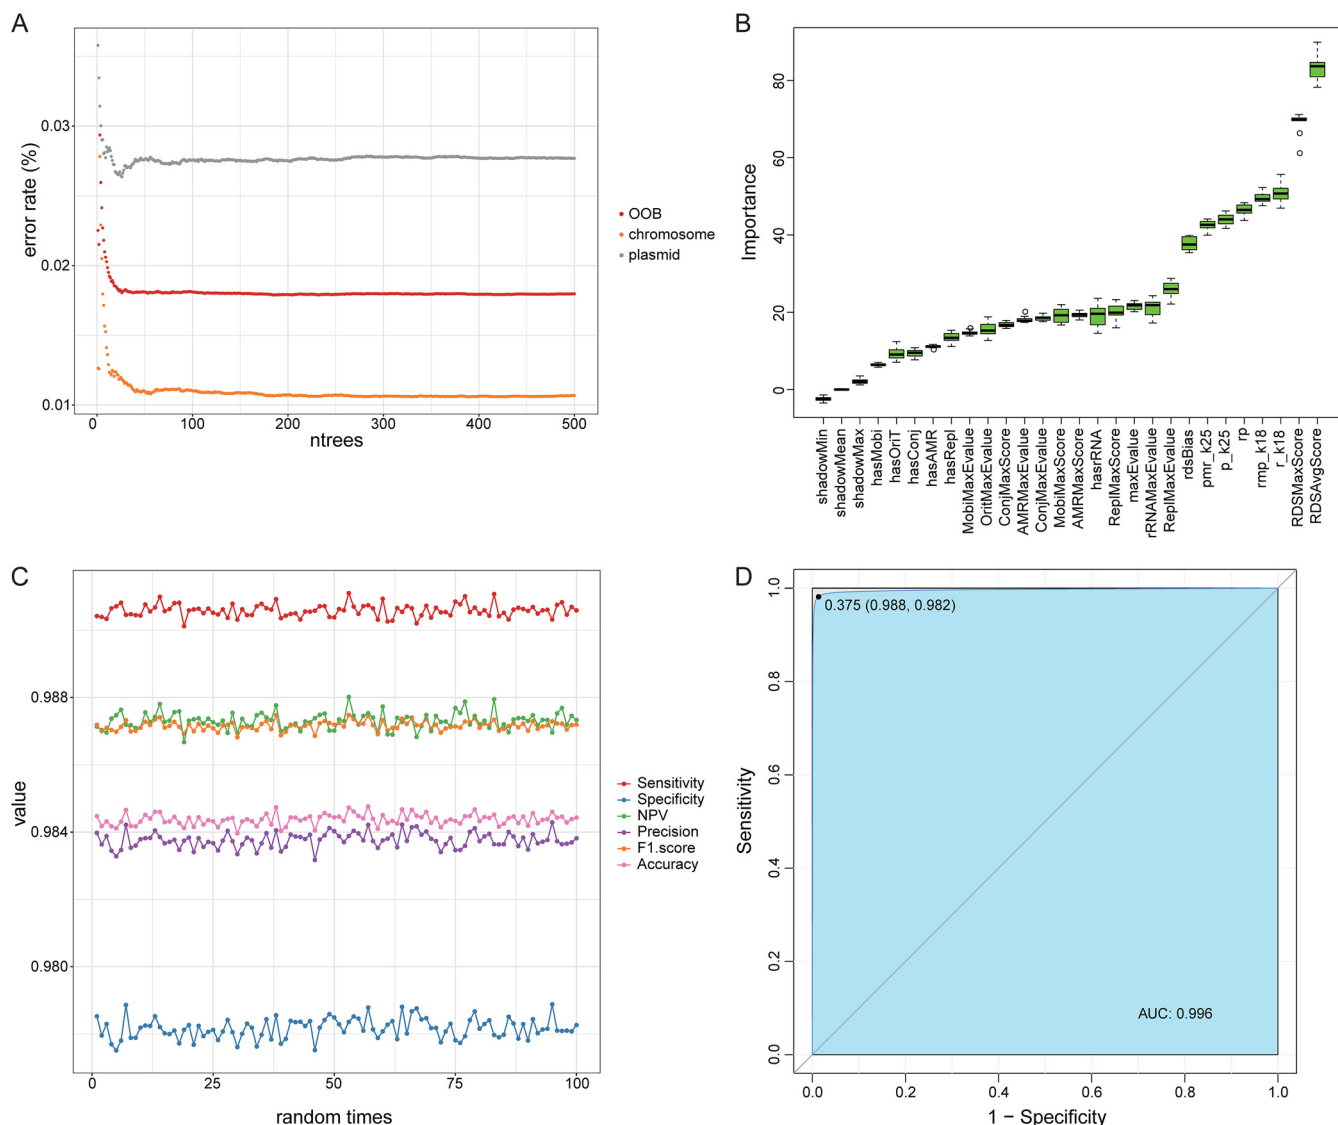 A
0.03
0.02
0.01
error rate (%)
0
100
200
300
400
500
ntrees
OOB
chromosome
plasmid
B
80
60
40
20
0
Importance
shadowMin
shadowMean
shadowMax
hasMobi
hasOriT
hasConj
hasAMR
hasRepl
MobiMaxEvalue
OritMaxEvalue
ConjMaxScore
AMRMaxEvalue
ConjMaxEvalue
MobiMaxScore
AMRMaxScore
hasrRNA
ReplMaxScore
maxEvalue
rRNAMaxEvalue
ReplMaxEvalue
rdsBias
pmr_k25
p_k25
rp
rmp_k18
r_k18
RDSMaxScore
RDSAvgScore
C
0.988
0.984
0.980
value
0
25
50
75
100
random times
Sensitivity
Specificity
NPV
Precision
F1.score
Accuracy
D
1.0
0.8
0.6
0.4
0.2
0.0
Sensitivity
0.375 (0.988, 0.982)
AUC: 0.996
0.0
0.2
0.4
0.6
0.8
1.0
1 − Specificity